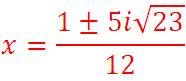 x = (1 ± 5i√23)/12